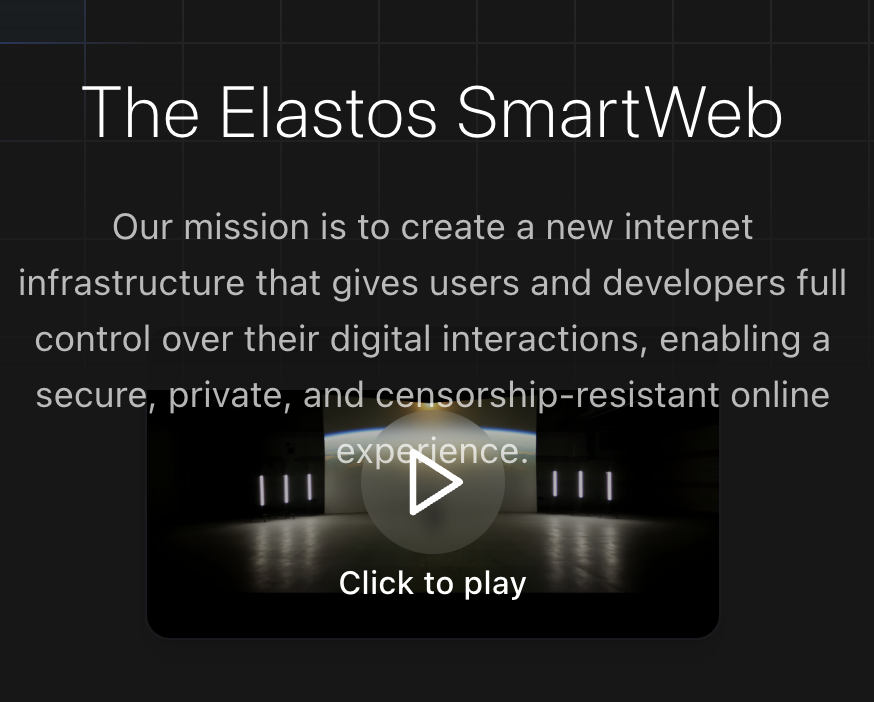 The Elastos SmartWeb
Our mission is to create a new internet
infrastructure that gives users and developers full
control over their digital interactions, enabling a
secure, private, and censorship-resistant online
experience.
Click to play